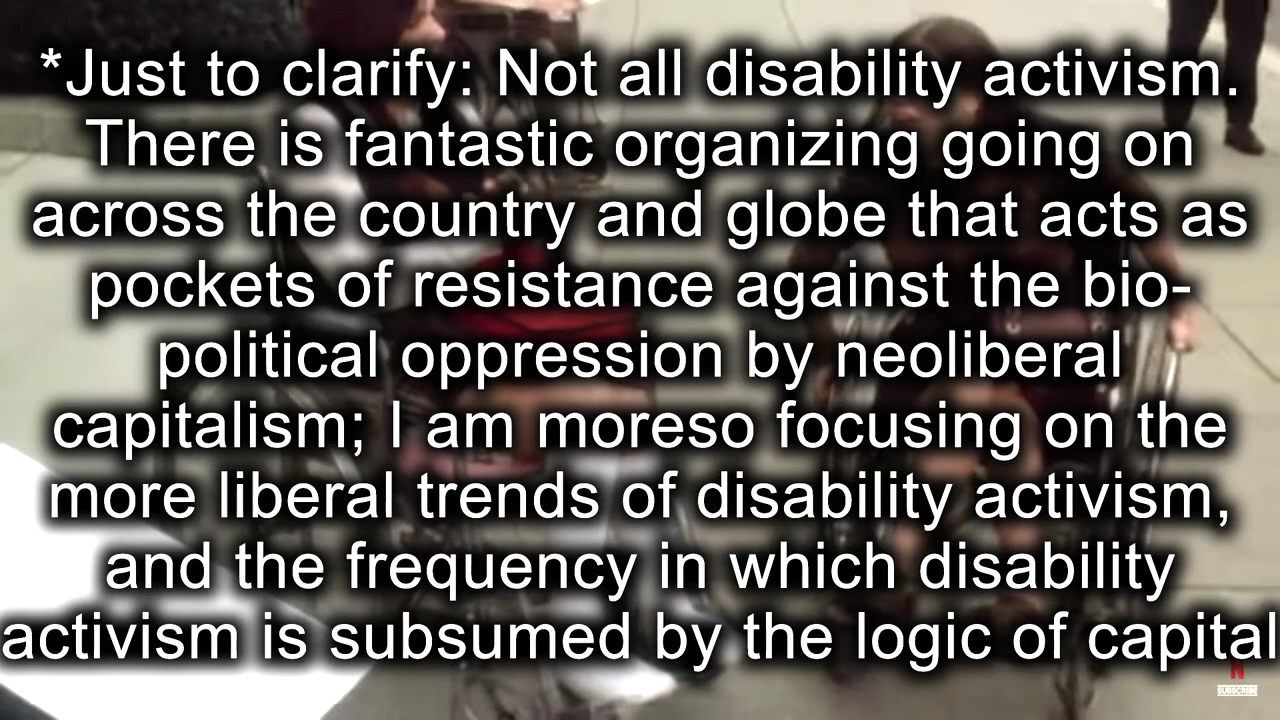 *Just to clarify: Not all disability activism.
There is fantastic organizing going on
across the country and globe that acts as
pockets of resistance against the bio-
political oppression by neoliberal
capitalism; I am moreso focusing on the
more liberal trends of disability activism,
and the frequency in which disability
activism is subsumed by the logic of capital
N
SUBSCRIBE